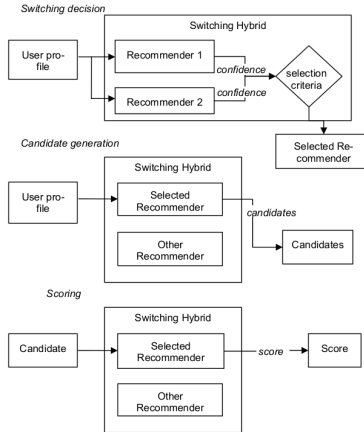 Switching decision
Switching Hybrid
User pro-
file
Recommender 1
confidence
confidence
Recommender 2
selection
criteria
Selected Re-
commender
Candidate generation
Switching Hybrid
User pro-
file
Selected
Recommender
candidates
Other
Recommender
Candidates
Scoring
Switching Hybrid
Candidate
Selected
Recommender
score
Score
Other
Recommender